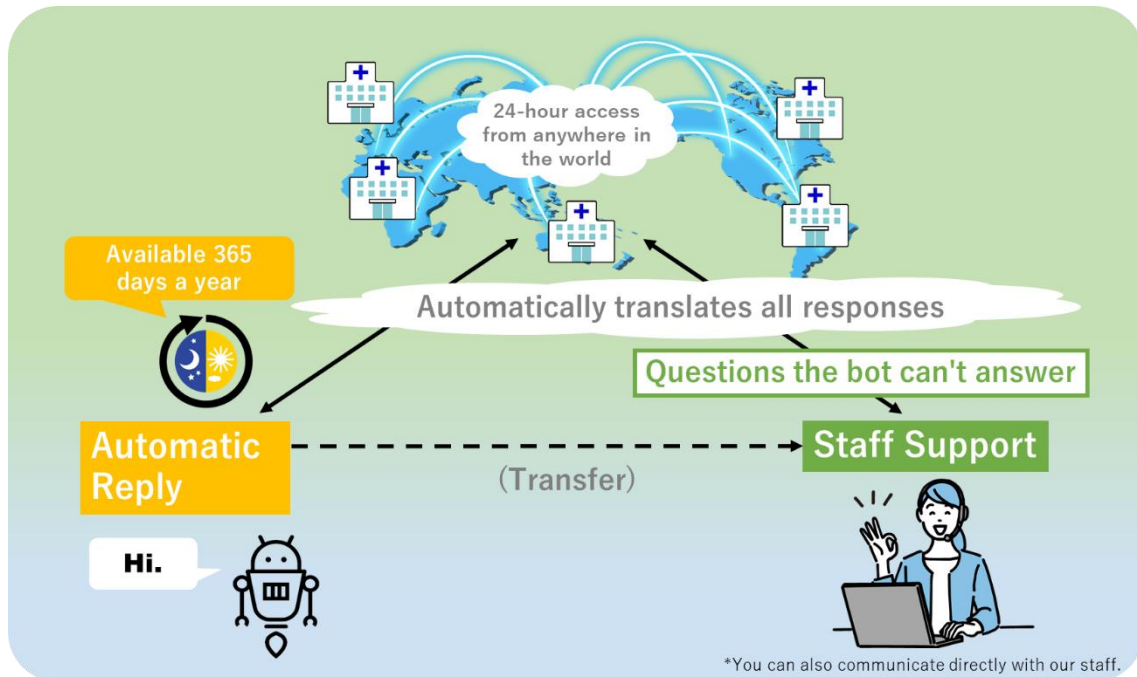 24-hour access
from anywhere in
the world
Available 365
days a year
Automatically translates all responses
Questions the bot can't answer
Automatic
Reply
(Transfer)
Staff Support
Hi.
*You can also communicate directly with our staff.